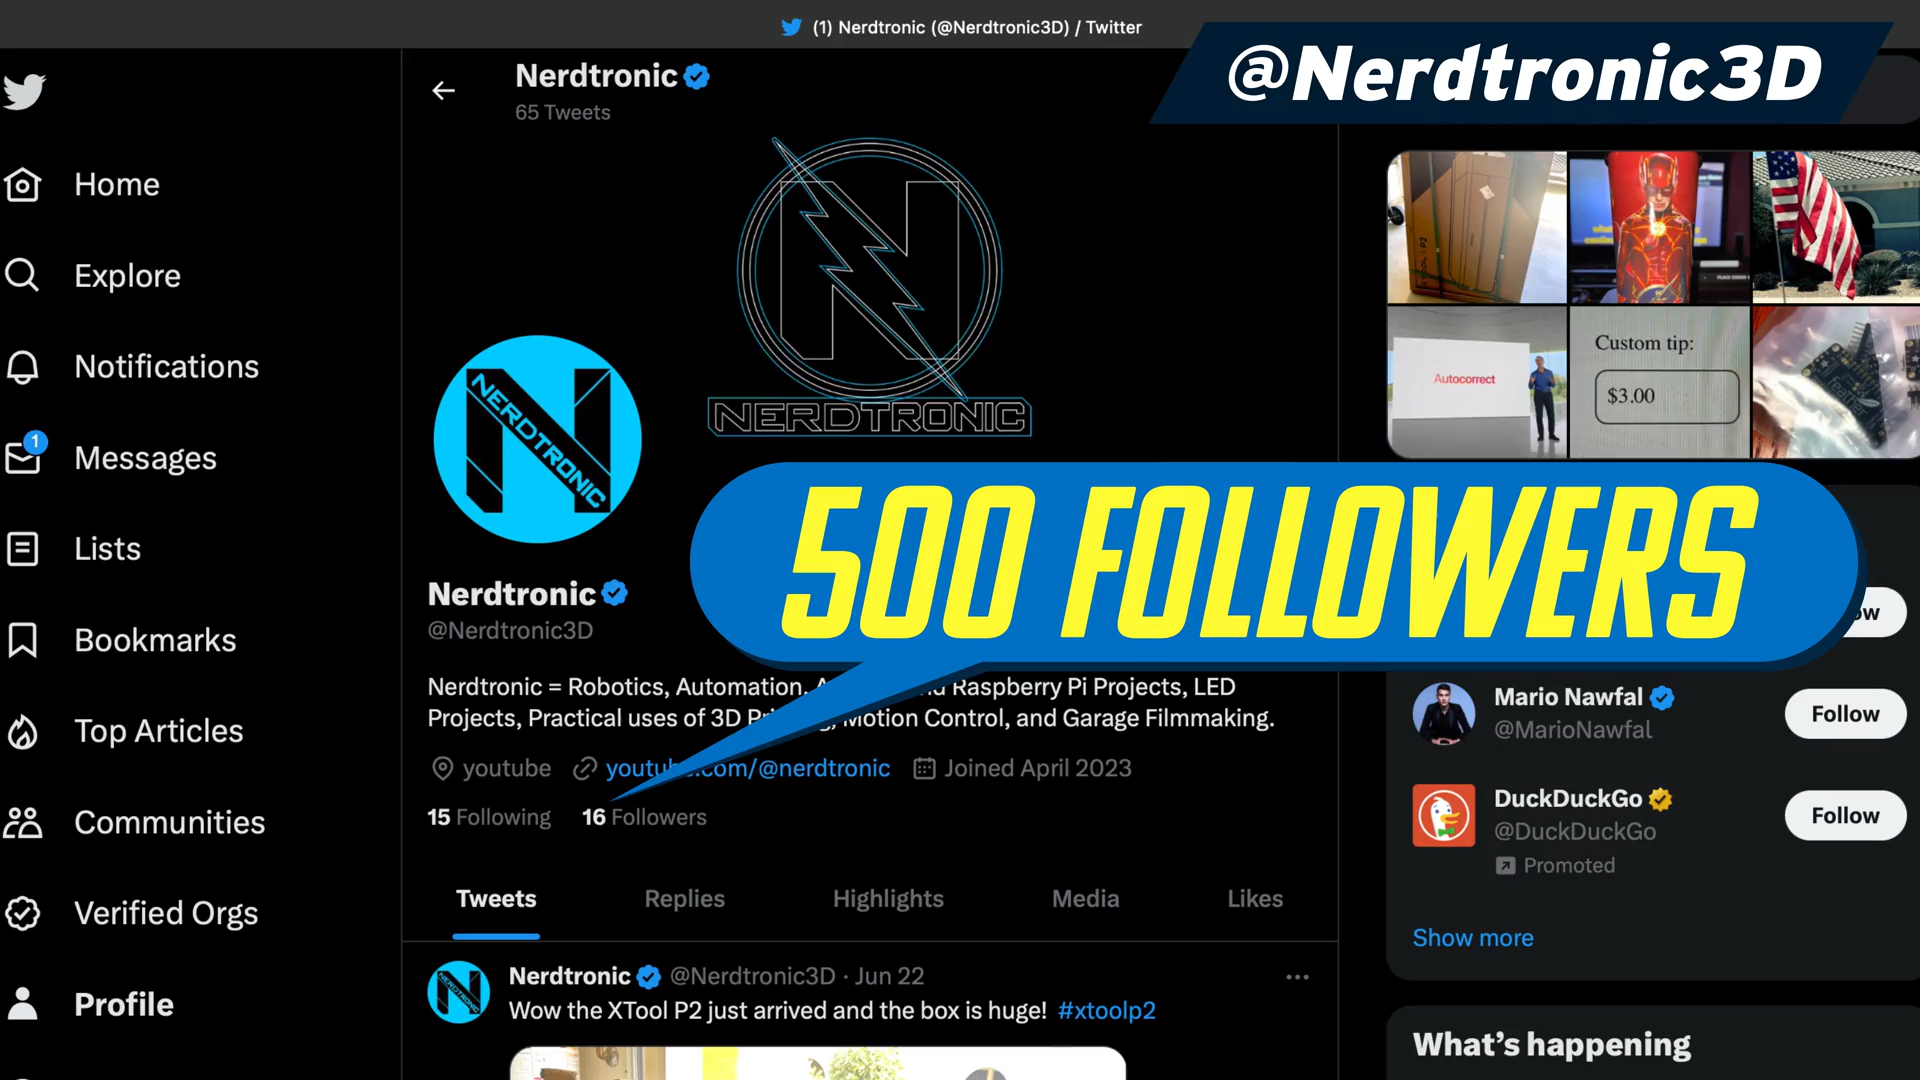 (1) Nerdtronic (@Nerdtronic3D) / Twitter
@Nerdtronic3D
Nerdtronic
65 Tweets
Home
Explore
Notifications
1
Messages
Lists
Bookmarks
Top Articles
Communities
Verified Orgs
Profile
NERDTRONIC
NERDTRONIC
Autocorrect
Custom tip:
$3.00
500 FOLLOWERS
Nerdtronic
@Nerdtronic3D
Nerdtronic = Robotics, Automation, Raspberry Pi Projects, LED
Projects, Practical uses of 3D Motion Control, and Garage Filmmaking.
youtube
youtube.com/@nerdtronic
Joined April 2023
15 Following
16 Followers
Tweets
Replies
Highlights
Media
Likes
Nerdtronic @Nerdtronic3D · Jun 22
Wow the XTool P2 just arrived and the box is huge! #xtoolp2
Mario Nawfal
@MarioNawfal
Follow
DuckDuckGo
@DuckDuckGo
Promoted
Follow
Show more
What's happening